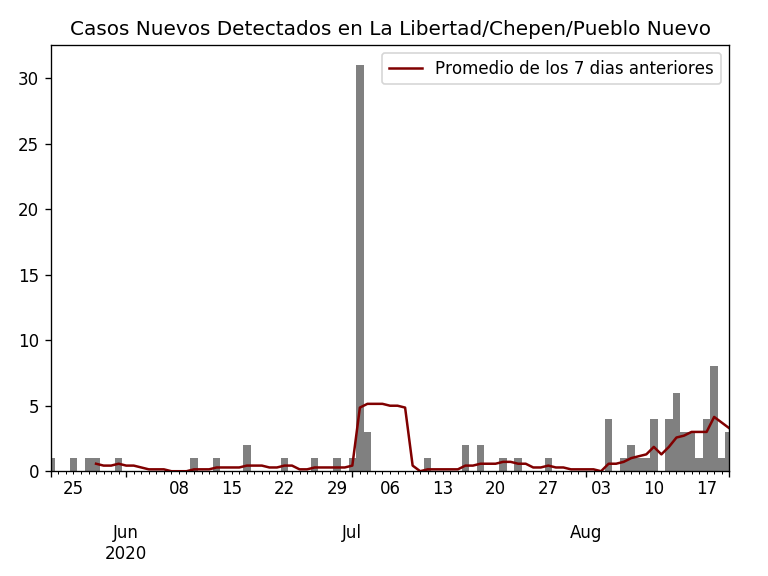 Casos Nuevos Detectados en La Libertad/Chepen/Pueblo Nuevo
Promedio de los 7 dias anteriores
30
25
20
15
10
5
0
25 08 15 22 29 06 13 20 27 03 10 17
Jun Jul Aug
2020